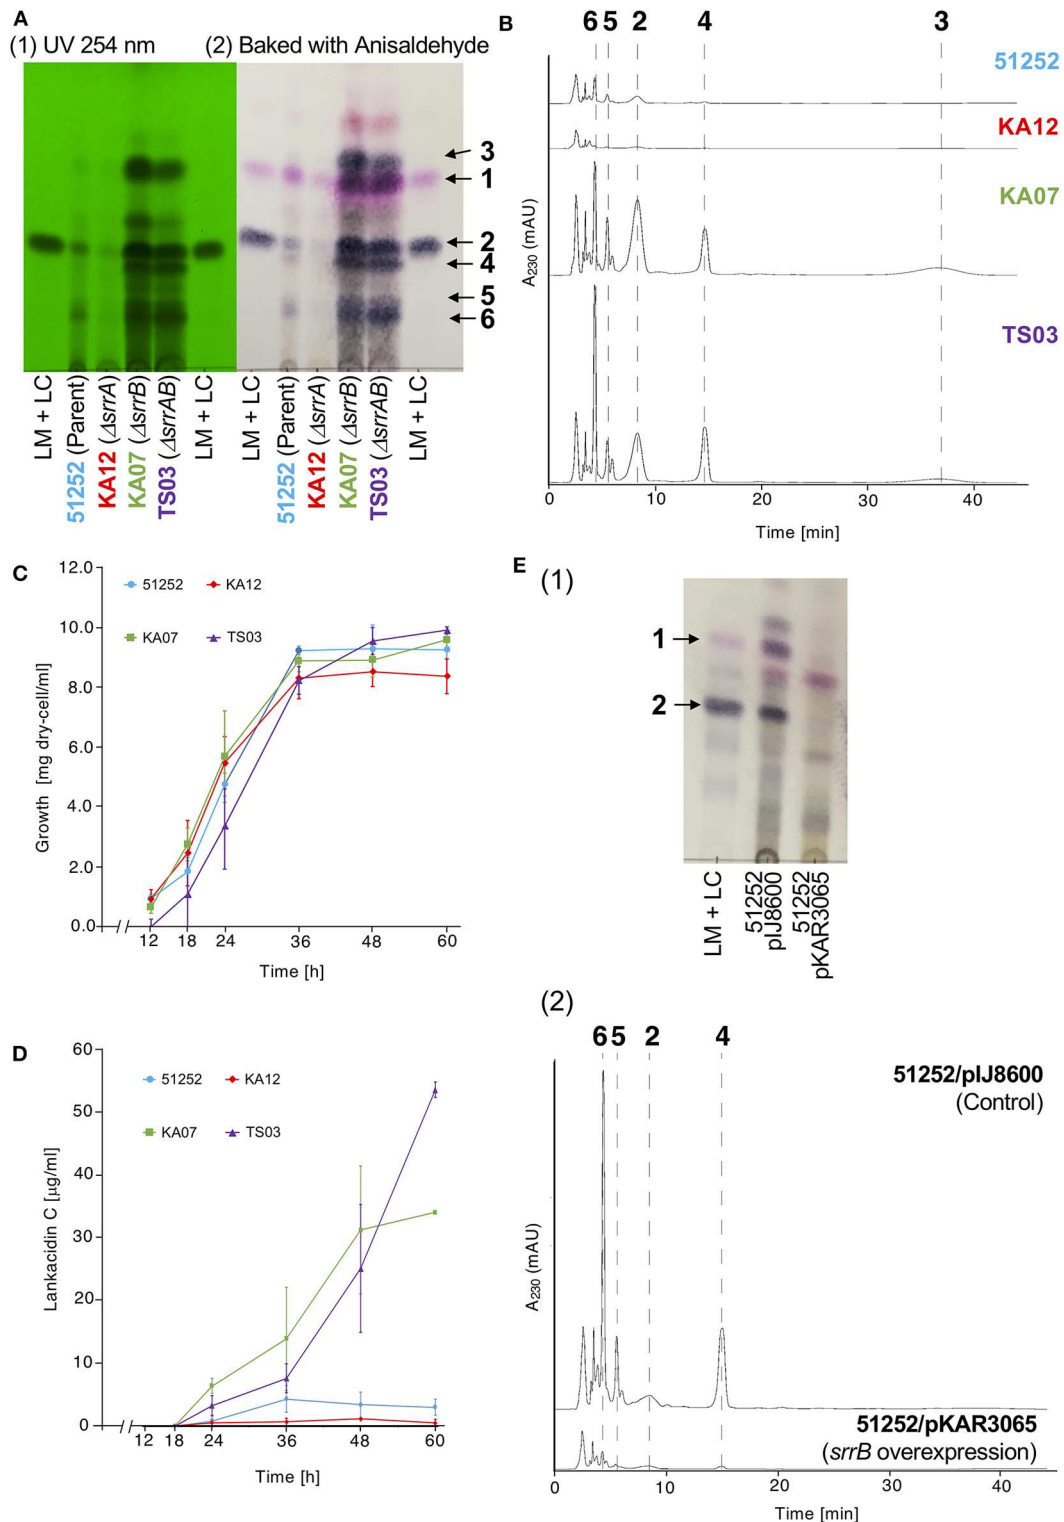 A
(1) UV 254 nm
(2) Baked with Anisaldehyde
3
1
2
4
5
6
LM + LC
51252 (Parent)
KA12 (ΔsrrA)
KA07 (ΔsrrB)
TS03 (ΔsrrAB)
LM + LC
LM + LC
51252 (Parent)
KA12 (ΔsrrA)
KA07 (ΔsrrB)
TS03 (ΔsrrAB)
LM + LC
B
6 5 2 4 3
51252
KA12
KA07
TS03
A230 (mAU)
0 10 20 30 40
Time [min]
C
51252
KA12
KA07
TS03
12.0
10.0
8.0
6.0
4.0
2.0
0.0
Growth [mg dry-cell/ml]
12 18 24 36 48 60
Time [h]
D
51252
KA12
KA07
TS03
60
50
40
30
20
10
0
Lankacidin C [µg/ml]
12 18 24 36 48 60
Time [h]
E
(1)
1
2
LM + LC
51252
pIJ8600
51252
pKAR3065
(2)
6 5 2 4
51252/pIJ8600
(Control)
A230 (mAU)
51252/pKAR3065
(srrB overexpression)
0 10 20 30 40
Time [min]